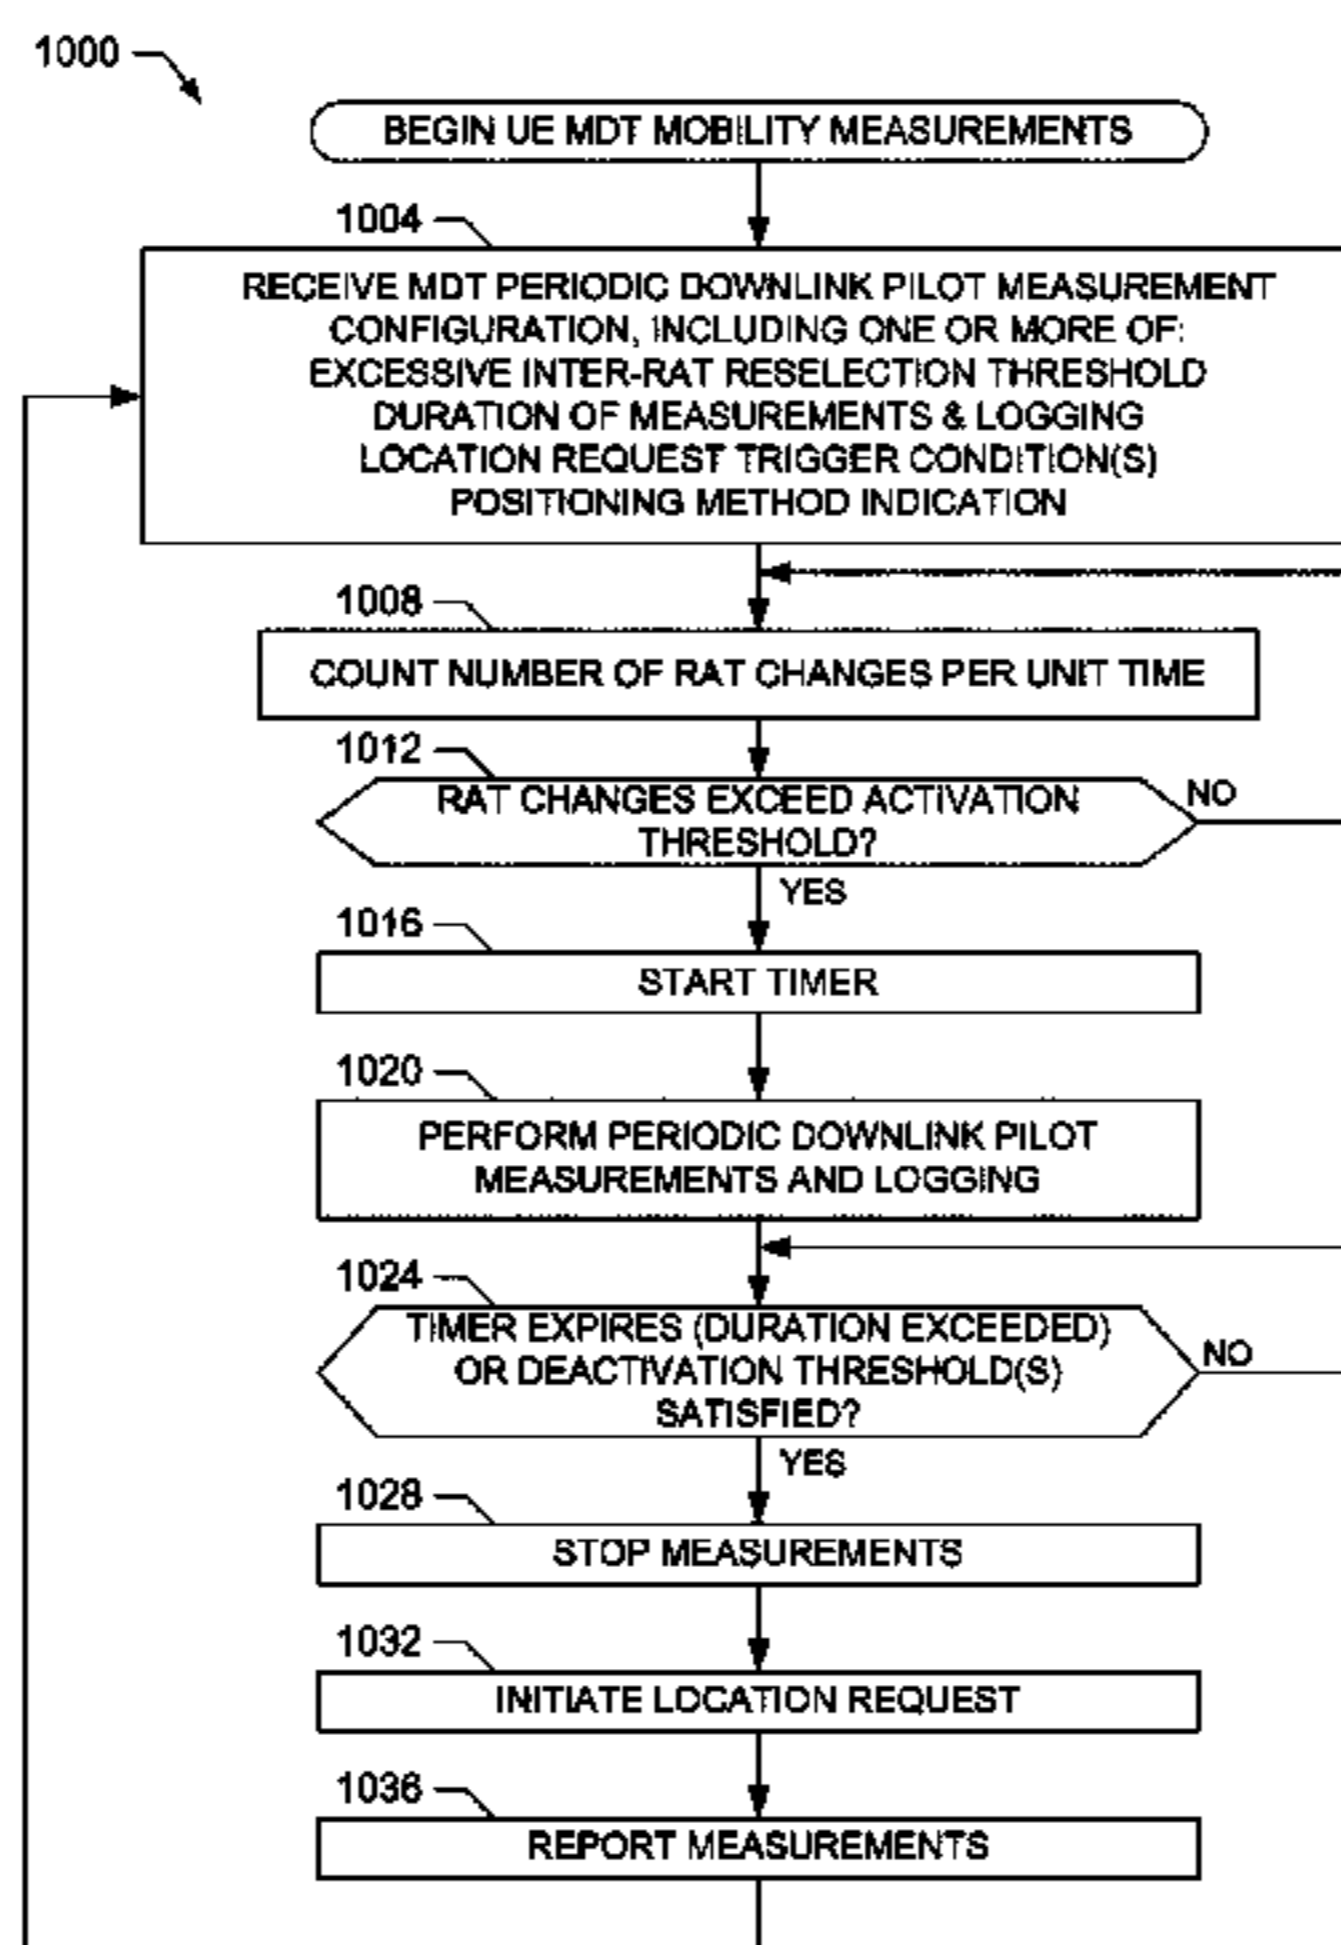 1000
BEGIN UE MDT MOBILITY MEASUREMENTS
1004
RECEIVE MDT PERIODIC DOWNLINK PILOT MEASUREMENT
CONFIGURATION, INCLUDING ONE OR MORE OF:
EXCESSIVE INTER-RAT RESELECTION THRESHOLD
DURATION OF MEASUREMENTS & LOGGING
LOCATION REQUEST TRIGGER CONDITION(S)
POSITIONING METHOD INDICATION
1008
COUNT NUMBER OF RAT CHANGES PER UNIT TIME
1012
RAT CHANGES EXCEED ACTIVATION
THRESHOLD?
NO
YES
1016
START TIMER
1020
PERFORM PERIODIC DOWNLINK PILOT
MEASUREMENTS AND LOGGING
1024
TIMER EXPIRES (DURATION EXCEEDED)
OR DEACTIVATION THRESHOLD(S)
SATISFIED?
NO
YES
1028
STOP MEASUREMENTS
1032
INITIATE LOCATION REQUEST
1036
REPORT MEASUREMENTS